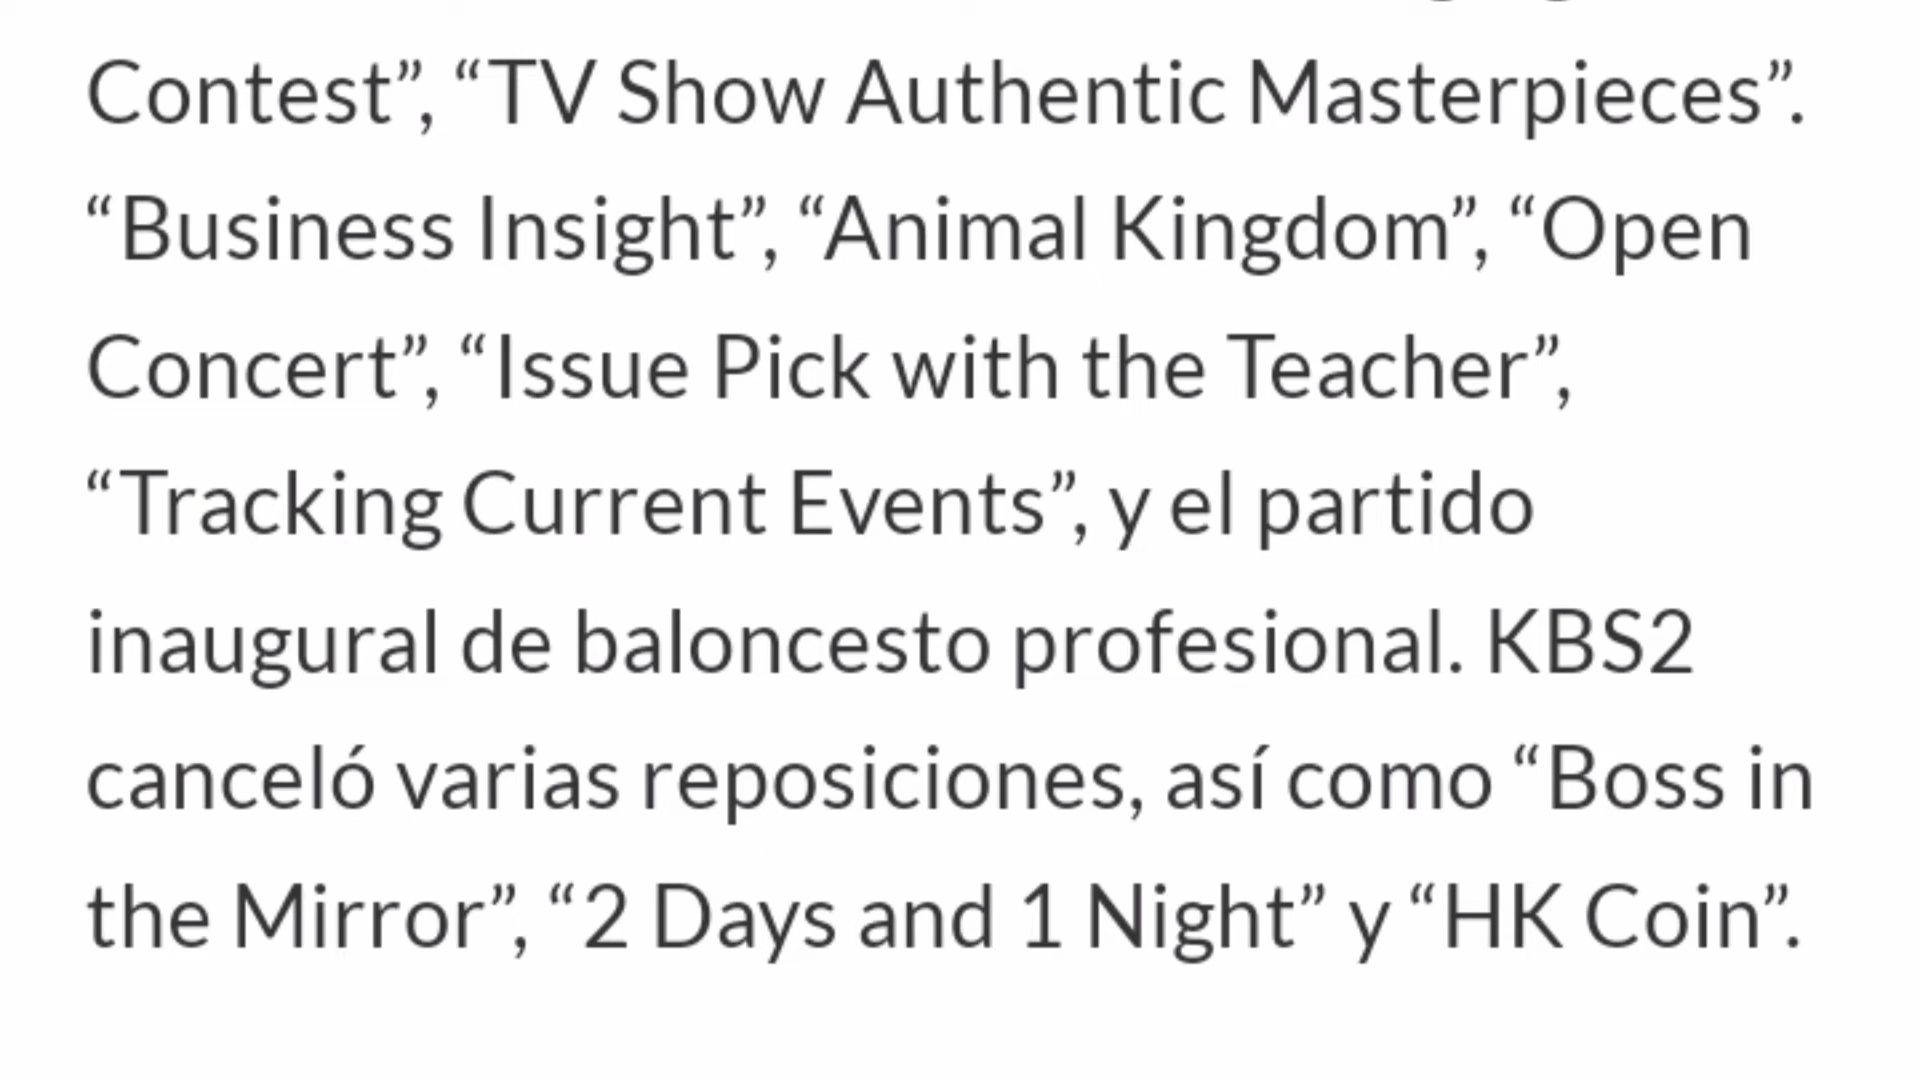 Contest”, “TV Show Authentic Masterpieces”.
“Business Insight”, “Animal Kingdom”, “Open
Concert”, “Issue Pick with the Teacher”,
“Tracking Current Events”, y el partido
inaugural de baloncesto profesional. KBS2
canceló varias reposiciones, así como “Boss in
the Mirror”, “2 Days and 1 Night” y “HK Coin”.